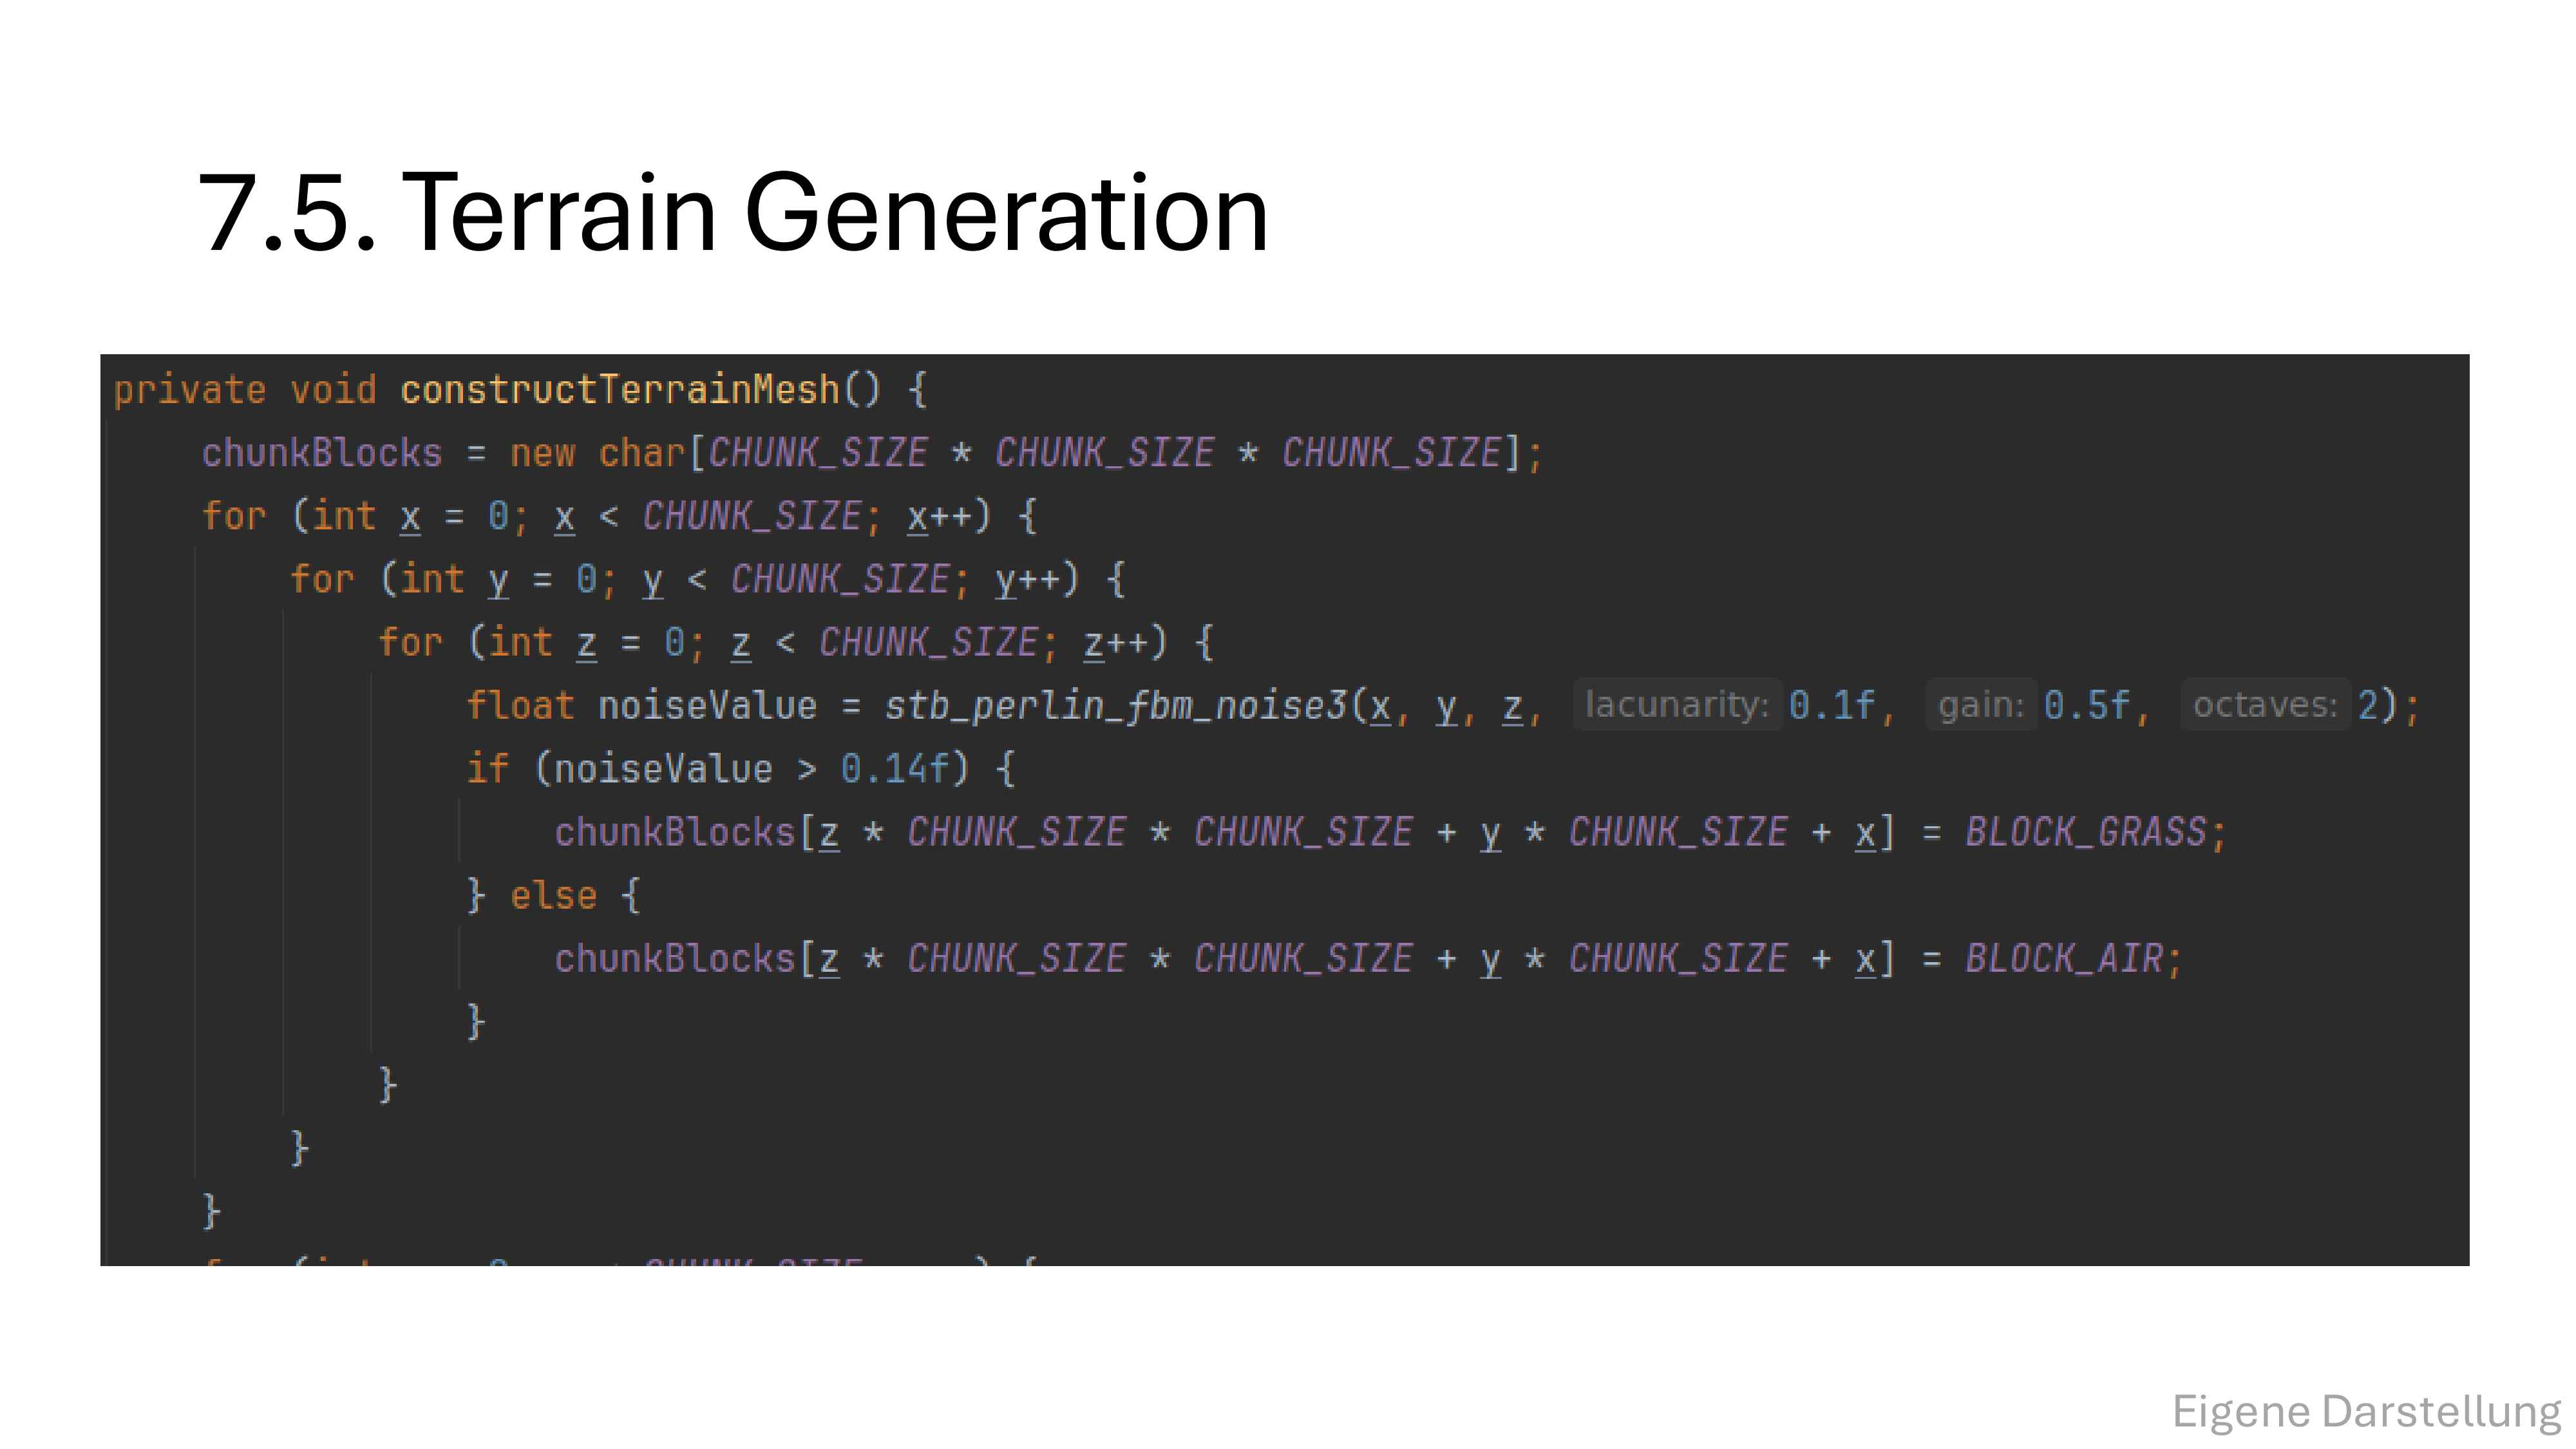 7.5. Terrain Generation
private void constructTerrainMesh() {
chunkBlocks = new char[CHUNK_SIZE * CHUNK_SIZE * CHUNK_SIZE];
for (int x = 0; x < CHUNK_SIZE; x++) {
for (int y = 0; y < CHUNK_SIZE; y++) {
for (int z = 0; z < CHUNK_SIZE; z++) {
float noiseValue = stb_perlin_fbm_noise3(x, y, z, lacunarity: 0.1f, gain: 0.5f, octaves: 2);
if (noiseValue > 0.14f) {
chunkBlocks[z * CHUNK_SIZE * CHUNK_SIZE + y * CHUNK_SIZE + x] = BLOCK_GRASS;
} else {
chunkBlocks[z * CHUNK_SIZE * CHUNK_SIZE + y * CHUNK_SIZE + x] = BLOCK_AIR;
}
}
}
}
Eigene Darstellung